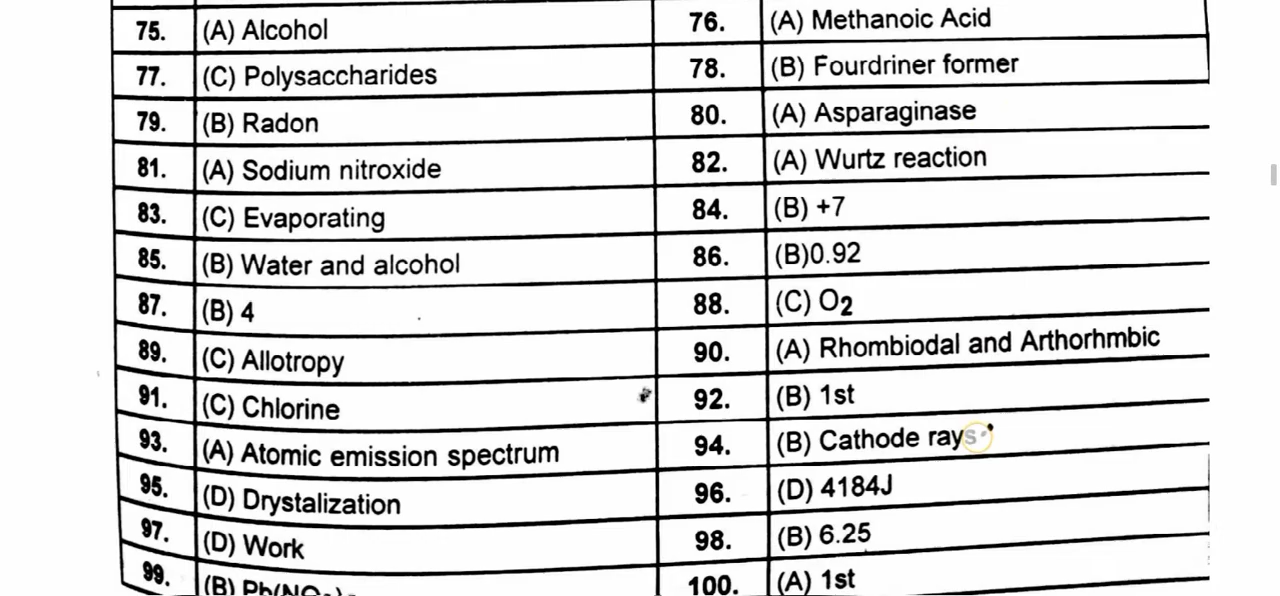 75. (A) Alcohol 76. (A) Methanoic Acid
77. (C) Polysaccharides 78. (B) Fourdriner former
79. (B) Radon 80. (A) Asparaginase
81. (A) Sodium nitroxide 82. (A) Wurtz reaction
83. (C) Evaporating 84. (B) +7
85. (B) Water and alcohol 86. (B)0.92
87. (B) 4 88. (C) O2
89. (C) Allotropy 90. (A) Rhombiodal and Arthorhmbic
91. (C) Chlorine 92. (B) 1st
93. (A) Atomic emission spectrum 94. (B) Cathode rays
95. (D) Drystalization 96. (D) 4184J
97. (D) Work 98. (B) 6.25
99. (B) 100. (A) 1st